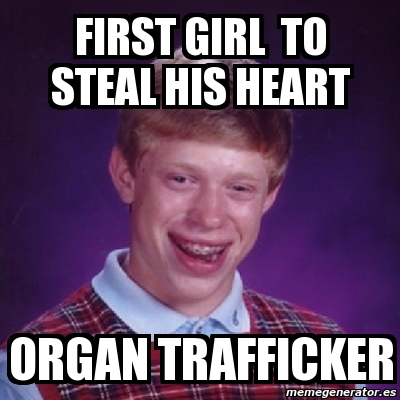 FIRST GIRL TO
STEAL HIS HEART
ORGAN TRAFFICKER
memegenerator.es